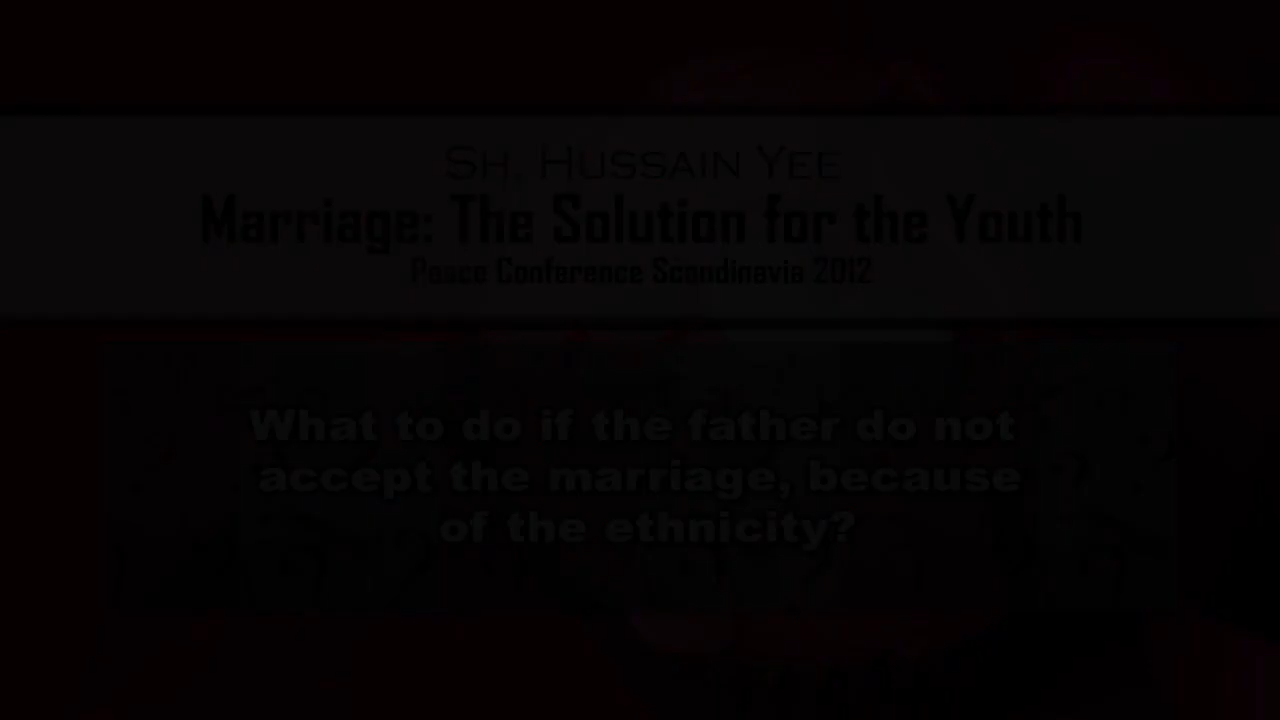 Sh. Hussain Yee
Marriage: The Solution for the Youth
Peace Conference Scandinavia 2012
What to do if the father do not
accept the marriage, because
of the ethnicity?